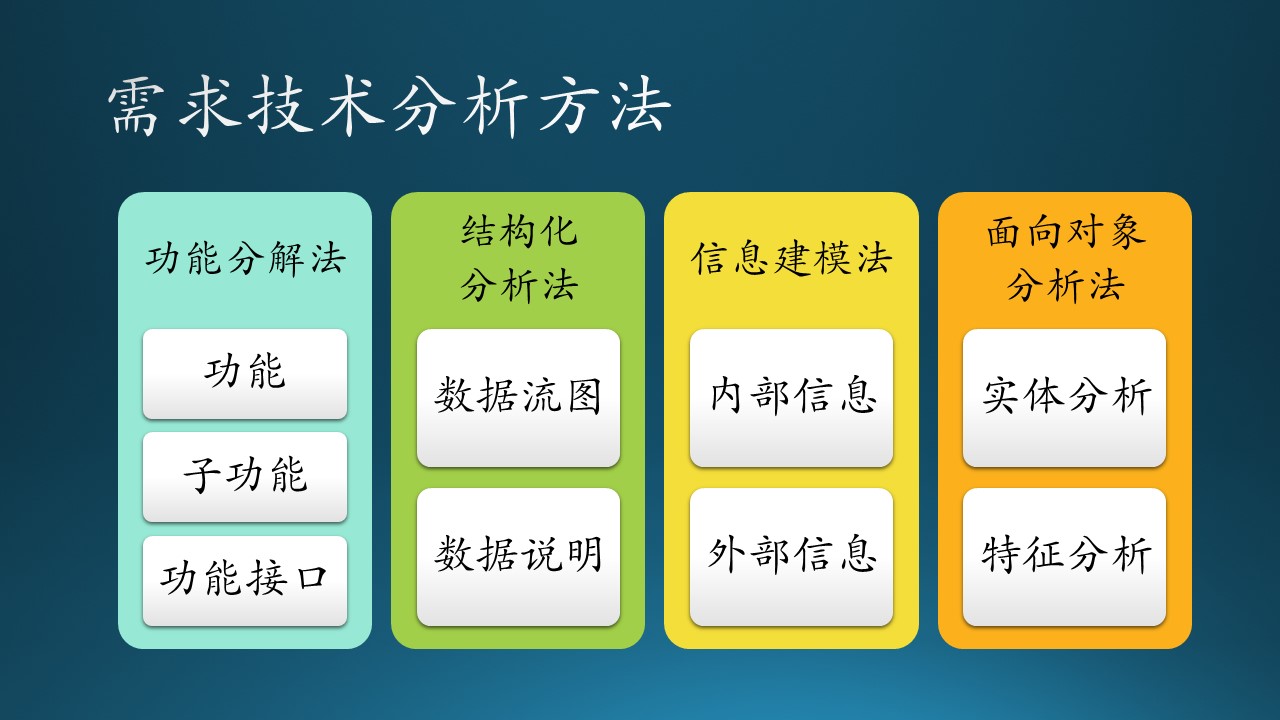 需求技术分析方法
功能分解法
功能
子功能
功能接口
结构化
分析法
数据流图
数据说明
信息建模法
内部信息
外部信息
面向对象
分析法
实体分析
特征分析